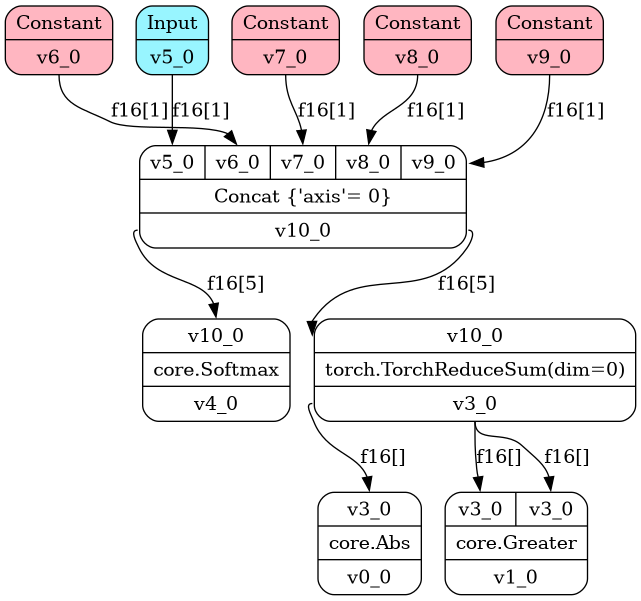 Constant
v6_0
Input
v5_0
Constant
v7_0
Constant
v8_0
Constant
v9_0
f16[1]
f16[1]
f16[1]
f16[1]
f16[1]
v5_0 v6_0 v7_0 v8_0 v9_0
Concat {'axis'= 0}
v10_0
f16[5]
f16[5]
v10_0
core.Softmax
v4_0
v10_0
torch.TorchReduceSum(dim=0)
v3_0
f16[]
f16[]
f16[]
v3_0
core.Abs
v0_0
v3_0 v3_0
core.Greater
v1_0